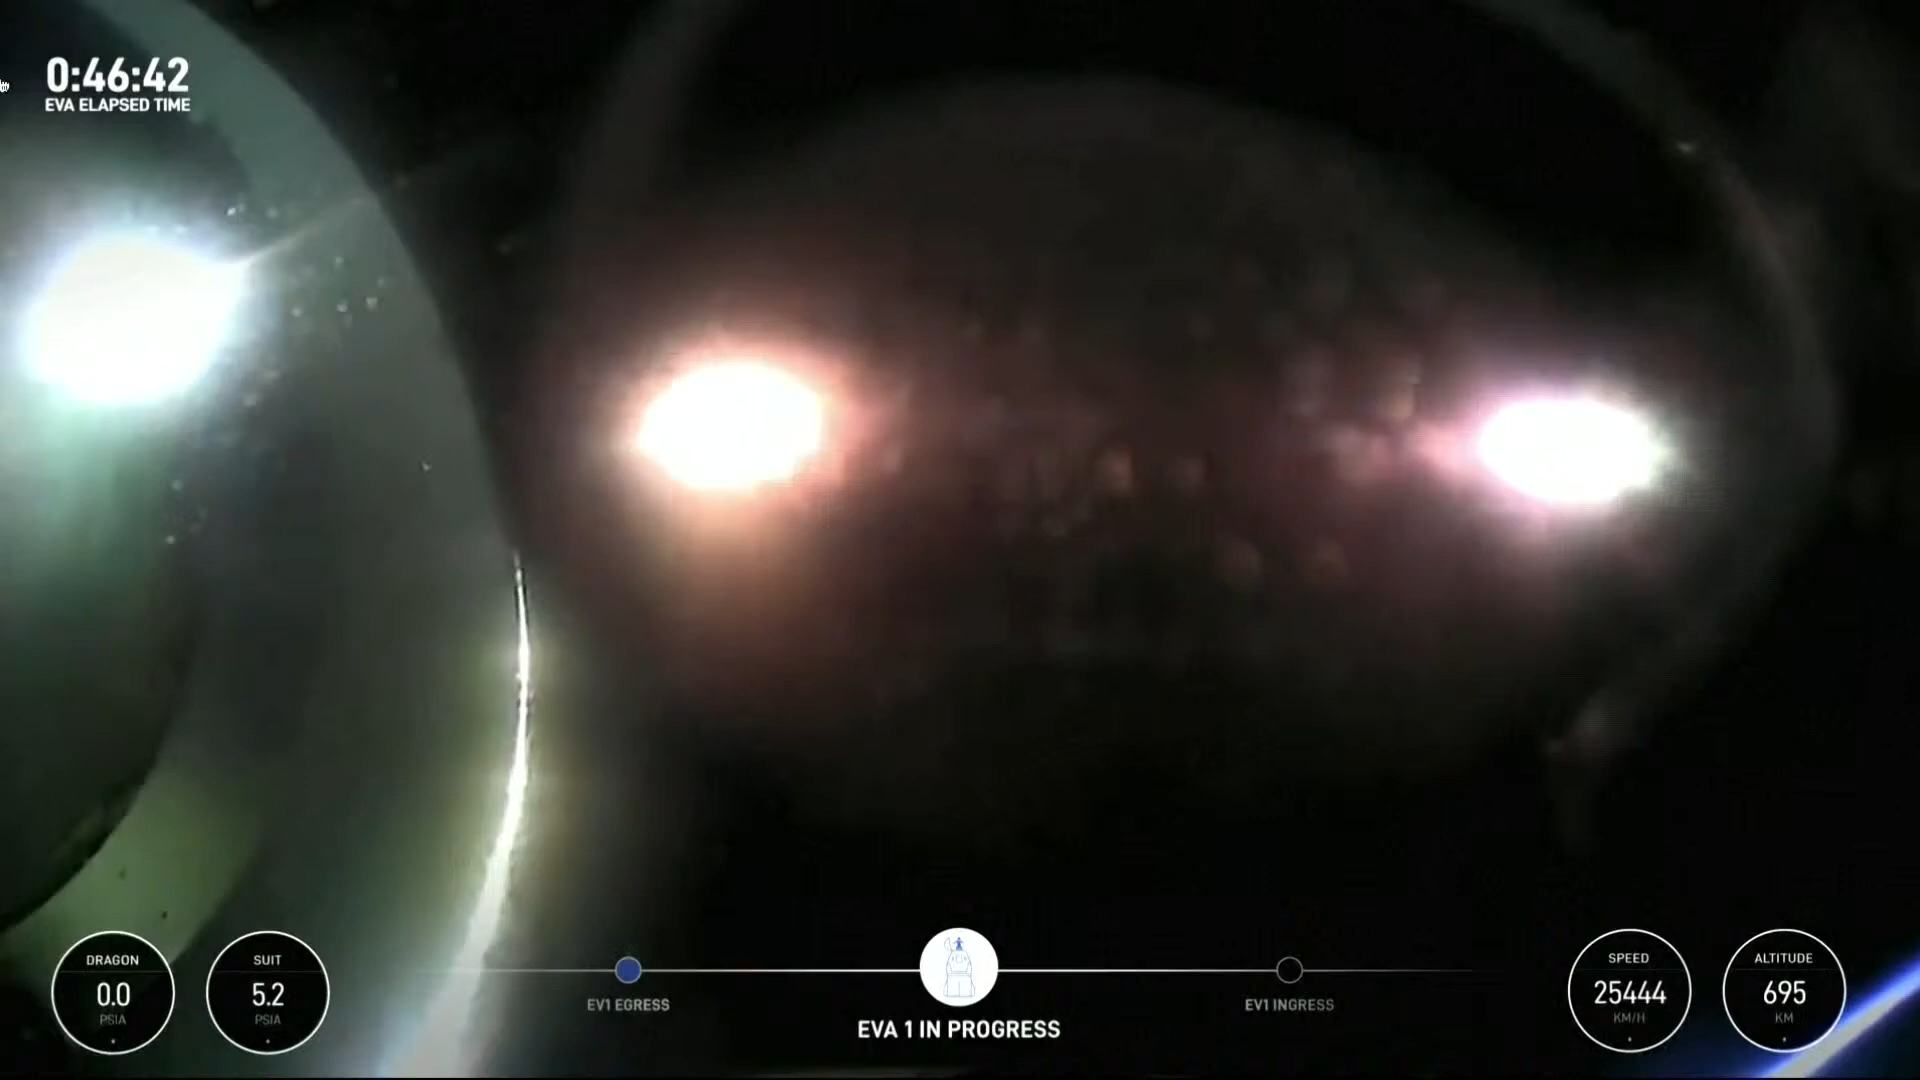 0:46:42
EVA ELAPSED TIME
DRAGON
0.0
PSIA
SUIT
5.2
PSIA
EV1 EGRESS
EVA 1 IN PROGRESS
EV1 INGRESS
SPEED
25444
KM/H
ALTITUDE
695
KM